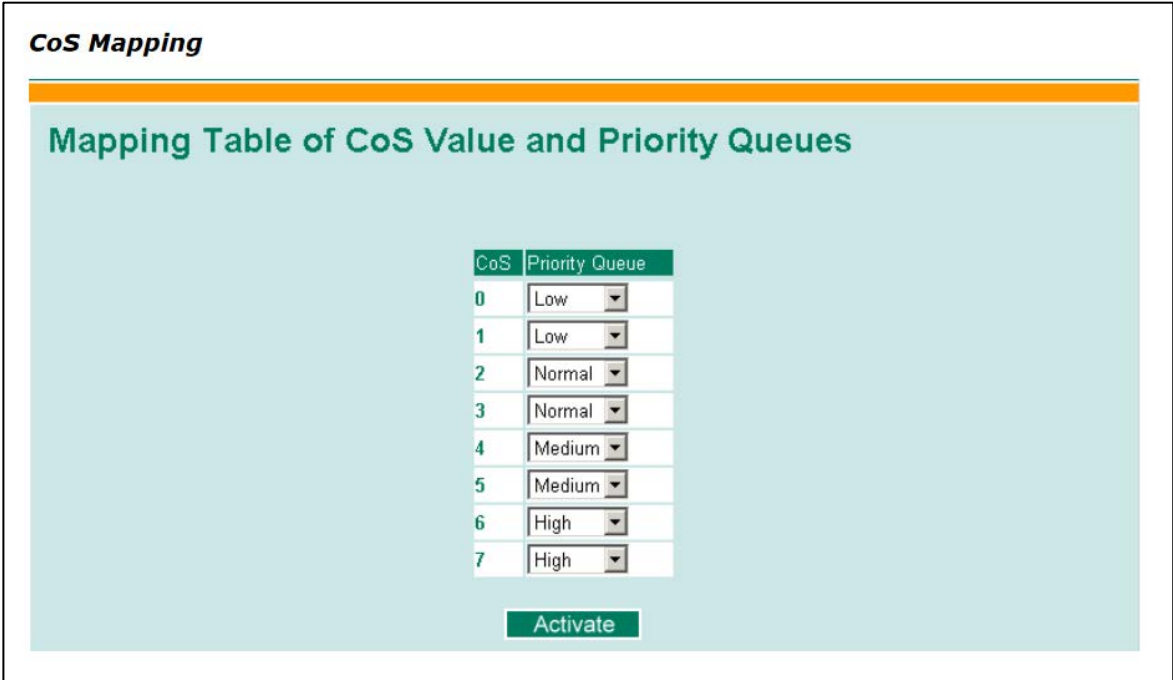 CoS Mapping
Mapping Table of CoS Value and Priority Queues
CoS Priority Queue
0 Low
1 Low
2 Normal
3 Normal
4 Medium
5 Medium
6 High
7 High
Activate